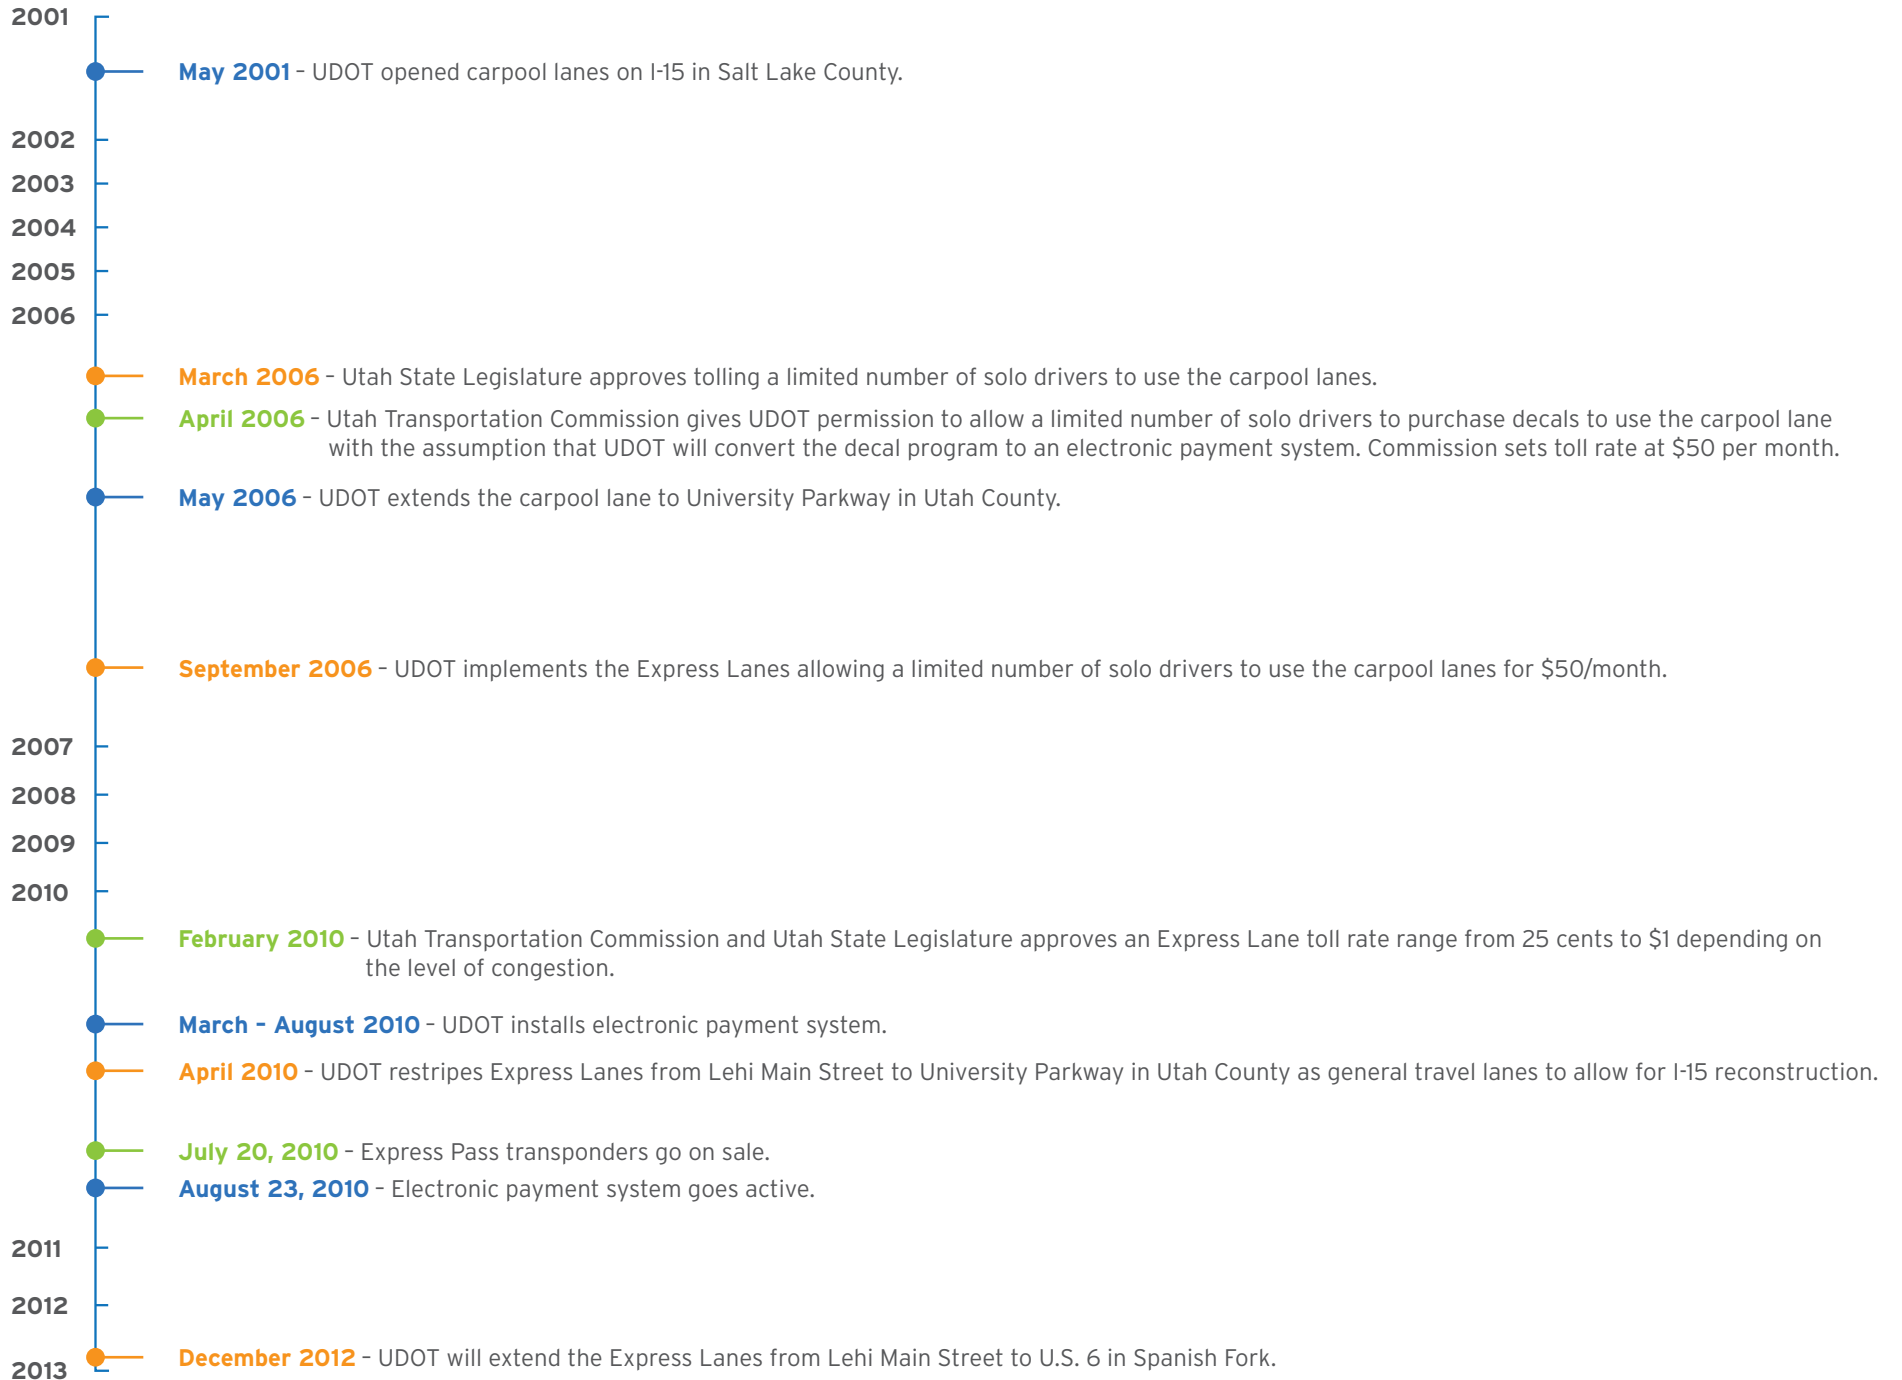 2001
May 2001 – UDOT opened carpool lanes on I-15 in Salt Lake County.
2002
2003
2004
2005
2006
March 2006 – Utah State Legislature approves tolling a limited number of solo drivers to use the carpool lanes.
April 2006 – Utah Transportation Commission gives UDOT permission to allow a limited number of solo drivers to purchase decals to use the carpool lane
with the assumption that UDOT will convert the decal program to an electronic payment system. Commission sets toll rate at $50 per month.
May 2006 – UDOT extends the carpool lane to University Parkway in Utah County.
September 2006 – UDOT implements the Express Lanes allowing a limited number of solo drivers to use the carpool lanes for $50/month.
2007
2008
2009
2010
February 2010 – Utah Transportation Commission and Utah State Legislature approves an Express Lane toll rate range from 25 cents to $1 depending on
the level of congestion.
March – August 2010 – UDOT installs electronic payment system.
April 2010 – UDOT restripes Express Lanes from Lehi Main Street to University Parkway in Utah County as general travel lanes to allow for I-15 reconstruction.
July 20, 2010 – Express Pass transponders go on sale.
August 23, 2010 – Electronic payment system goes active.
2011
2012
December 2012 – UDOT will extend the Express Lanes from Lehi Main Street to U.S. 6 in Spanish Fork.
2013